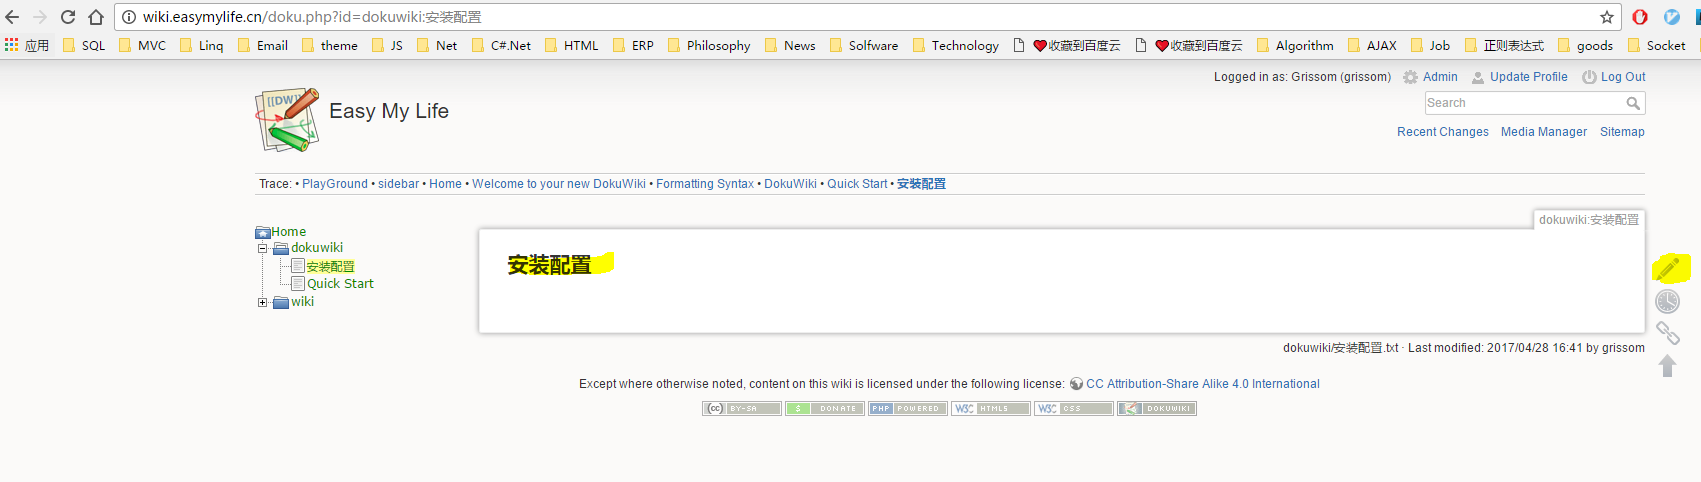 wiki.easymylife.cn/doku.php?id=dokuwiki:安装配置
应用 SQL MVC Linq Email theme JS Net C#.Net HTML ERP Philosophy News Solfware Technology 收藏到百度云 收藏到百度云 Algorithm AJAX Job 正则表达式 goods Socket
Logged in as: Grissom (grissom) Admin Update Profile Log Out
[[DW]] Easy My Life
Search
Recent Changes Media Manager Sitemap
Trace: • PlayGround • sidebar • Home • Welcome to your new DokuWiki • Formatting Syntax • DokuWiki • Quick Start • 安装配置
dokuwiki:安装配置
Home
dokuwiki
安装配置
Quick Start
wiki
安装配置
dokuwiki/安装配置.txt · Last modified: 2017/04/28 16:41 by grissom
Except where otherwise noted, content on this wiki is licensed under the following license: CC Attribution-Share Alike 4.0 International
cc BY-SA $ DONATE PHP POWERED W3C HTML5 W3C CSS DOKUWIKI